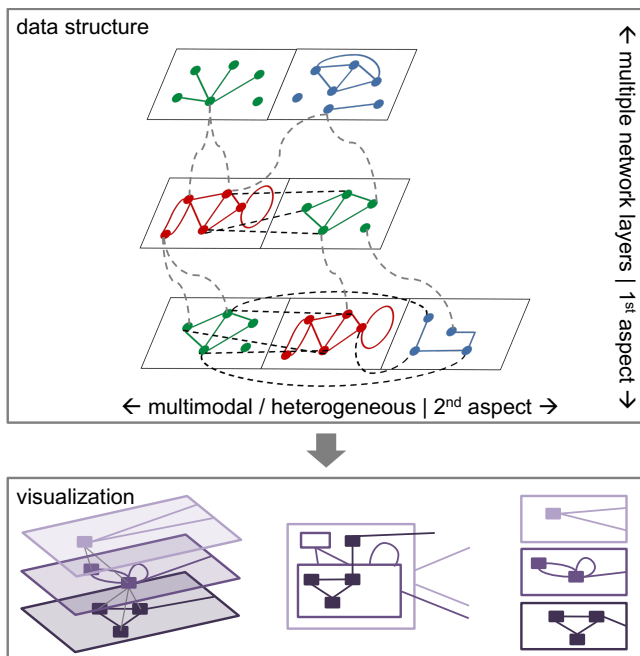 data structure
← multiple network layers | 1st aspect →
← multimodal / heterogeneous | 2nd aspect →
visualization